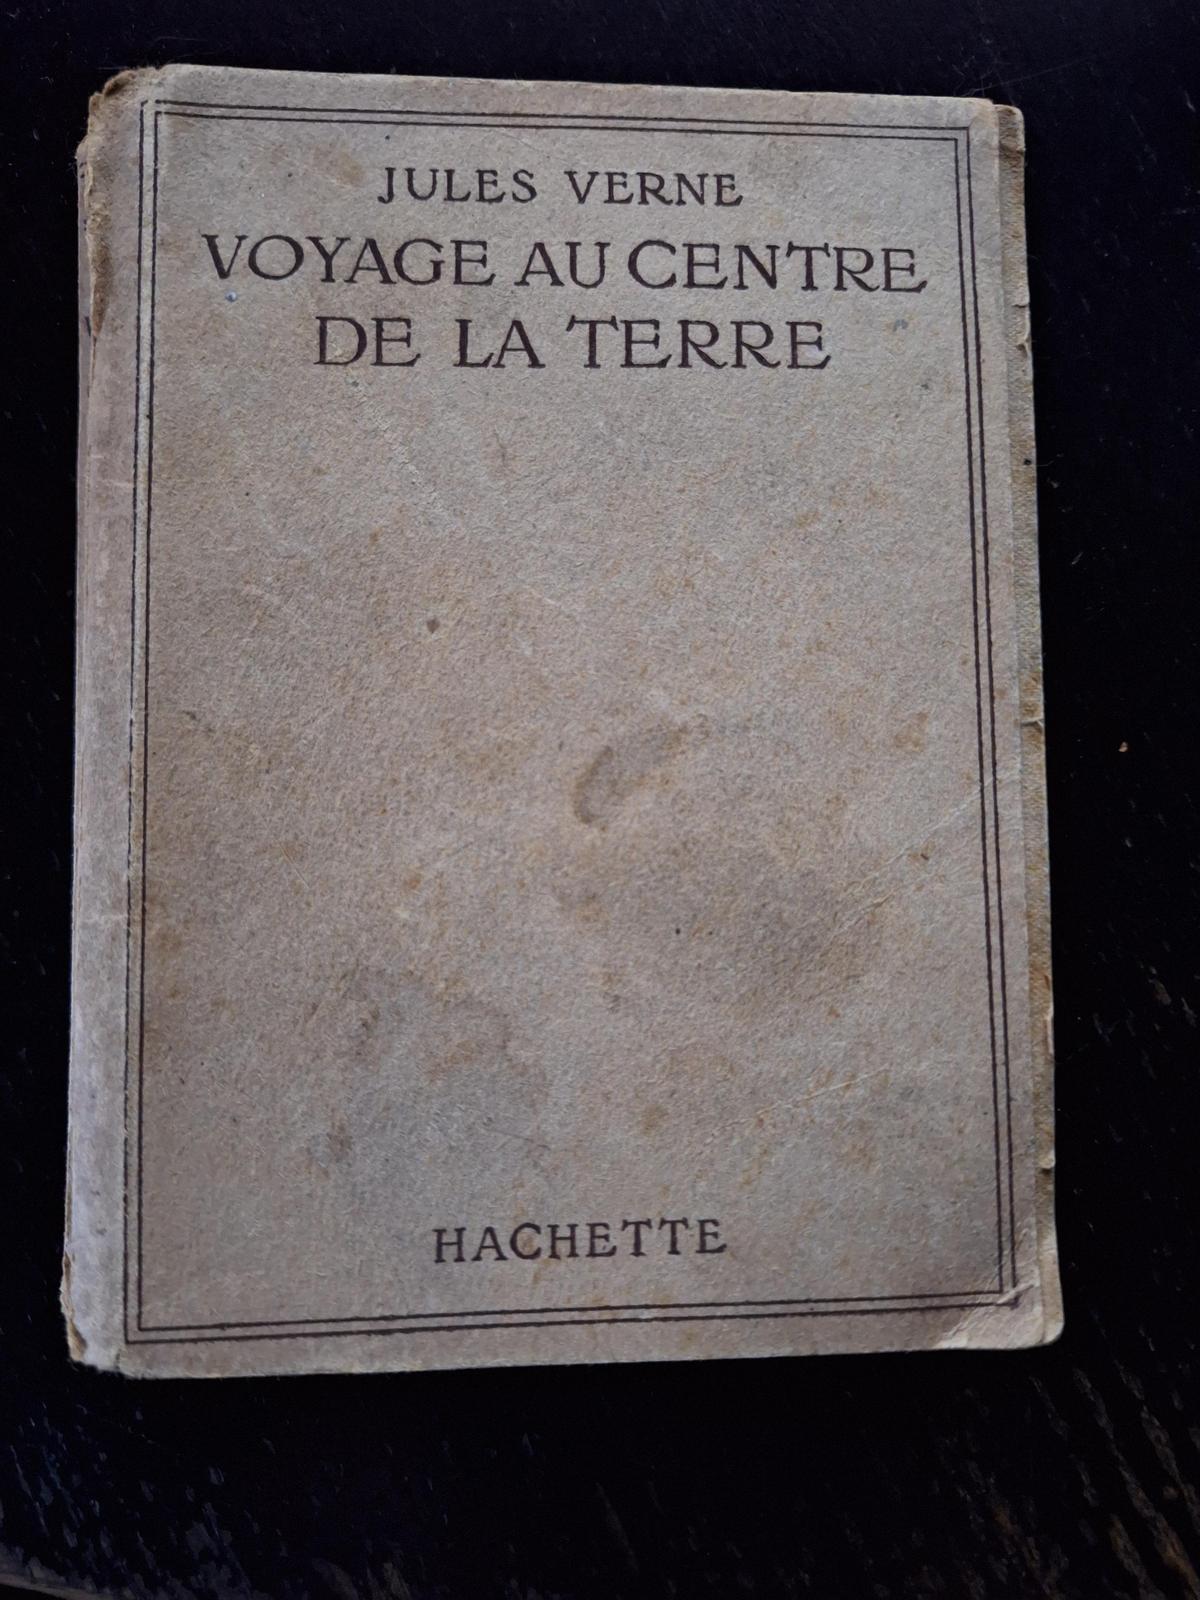 JULES VERNE
VOYAGE AU CENTRE
DE LA TERRE
HACHETTE